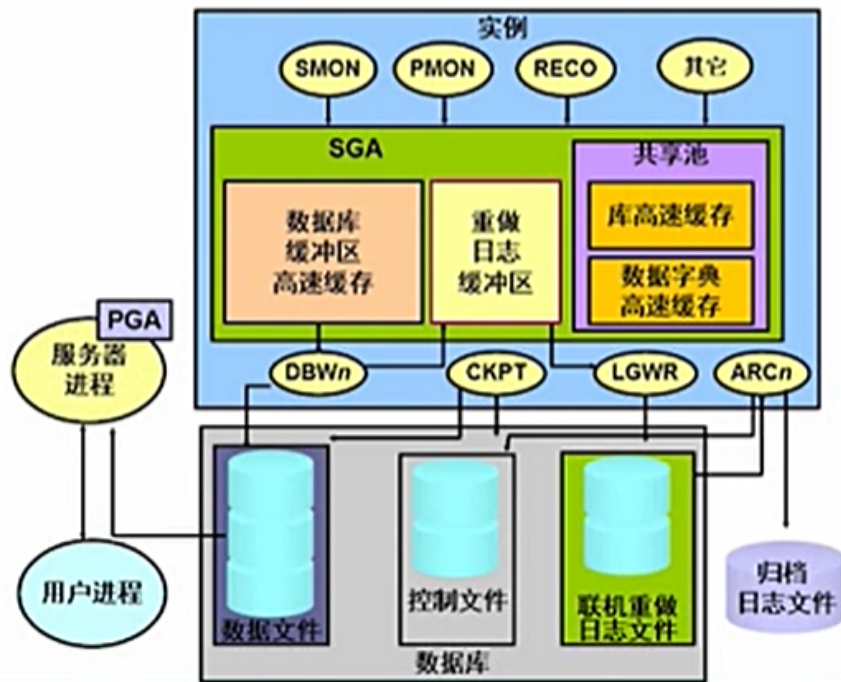 实例
SMON
PMON
RECO
其它
SGA
共享池
数据库
缓冲区
高速缓存
重做
日志
缓冲区
库高速缓存
数据字典
高速缓存
PGA
服务器
进程
DBWn
CKPT
LGWR
ARCn
用户进程
数据文件
控制文件
联机重做
日志文件
归档
日志文件
数据库